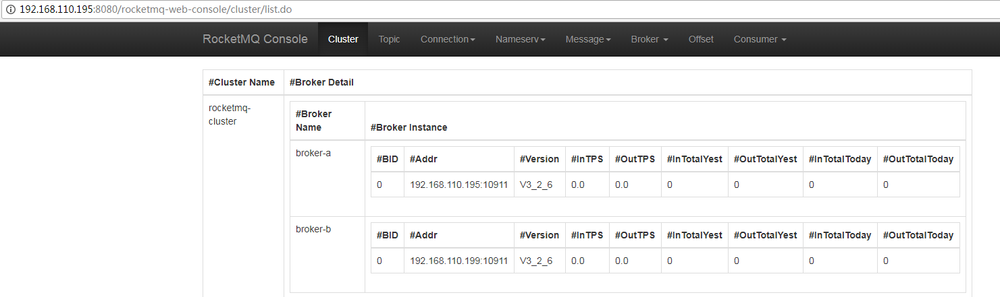 192.168.110.195:8080/rocketmq-web-console/cluster/list.do
RocketMQ Console Cluster Topic Connection Nameserv Message Broker Offset Consumer
#Cluster Name #Broker Detail
rocketmq-
cluster
#Broker
Name
#Broker Instance
broker-a
#BID #Addr #Version #InTPS #OutTPS #InTotalYest #OutTotalYest #InTotalToday #OutTotalToday
0 192.168.110.195:10911 V3_2_6 0.0 0.0 0 0 0 0
broker-b
#BID #Addr #Version #InTPS #OutTPS #InTotalYest #OutTotalYest #InTotalToday #OutTotalToday
0 192.168.110.199:10911 V3_2_6 0.0 0.0 0 0 0 0